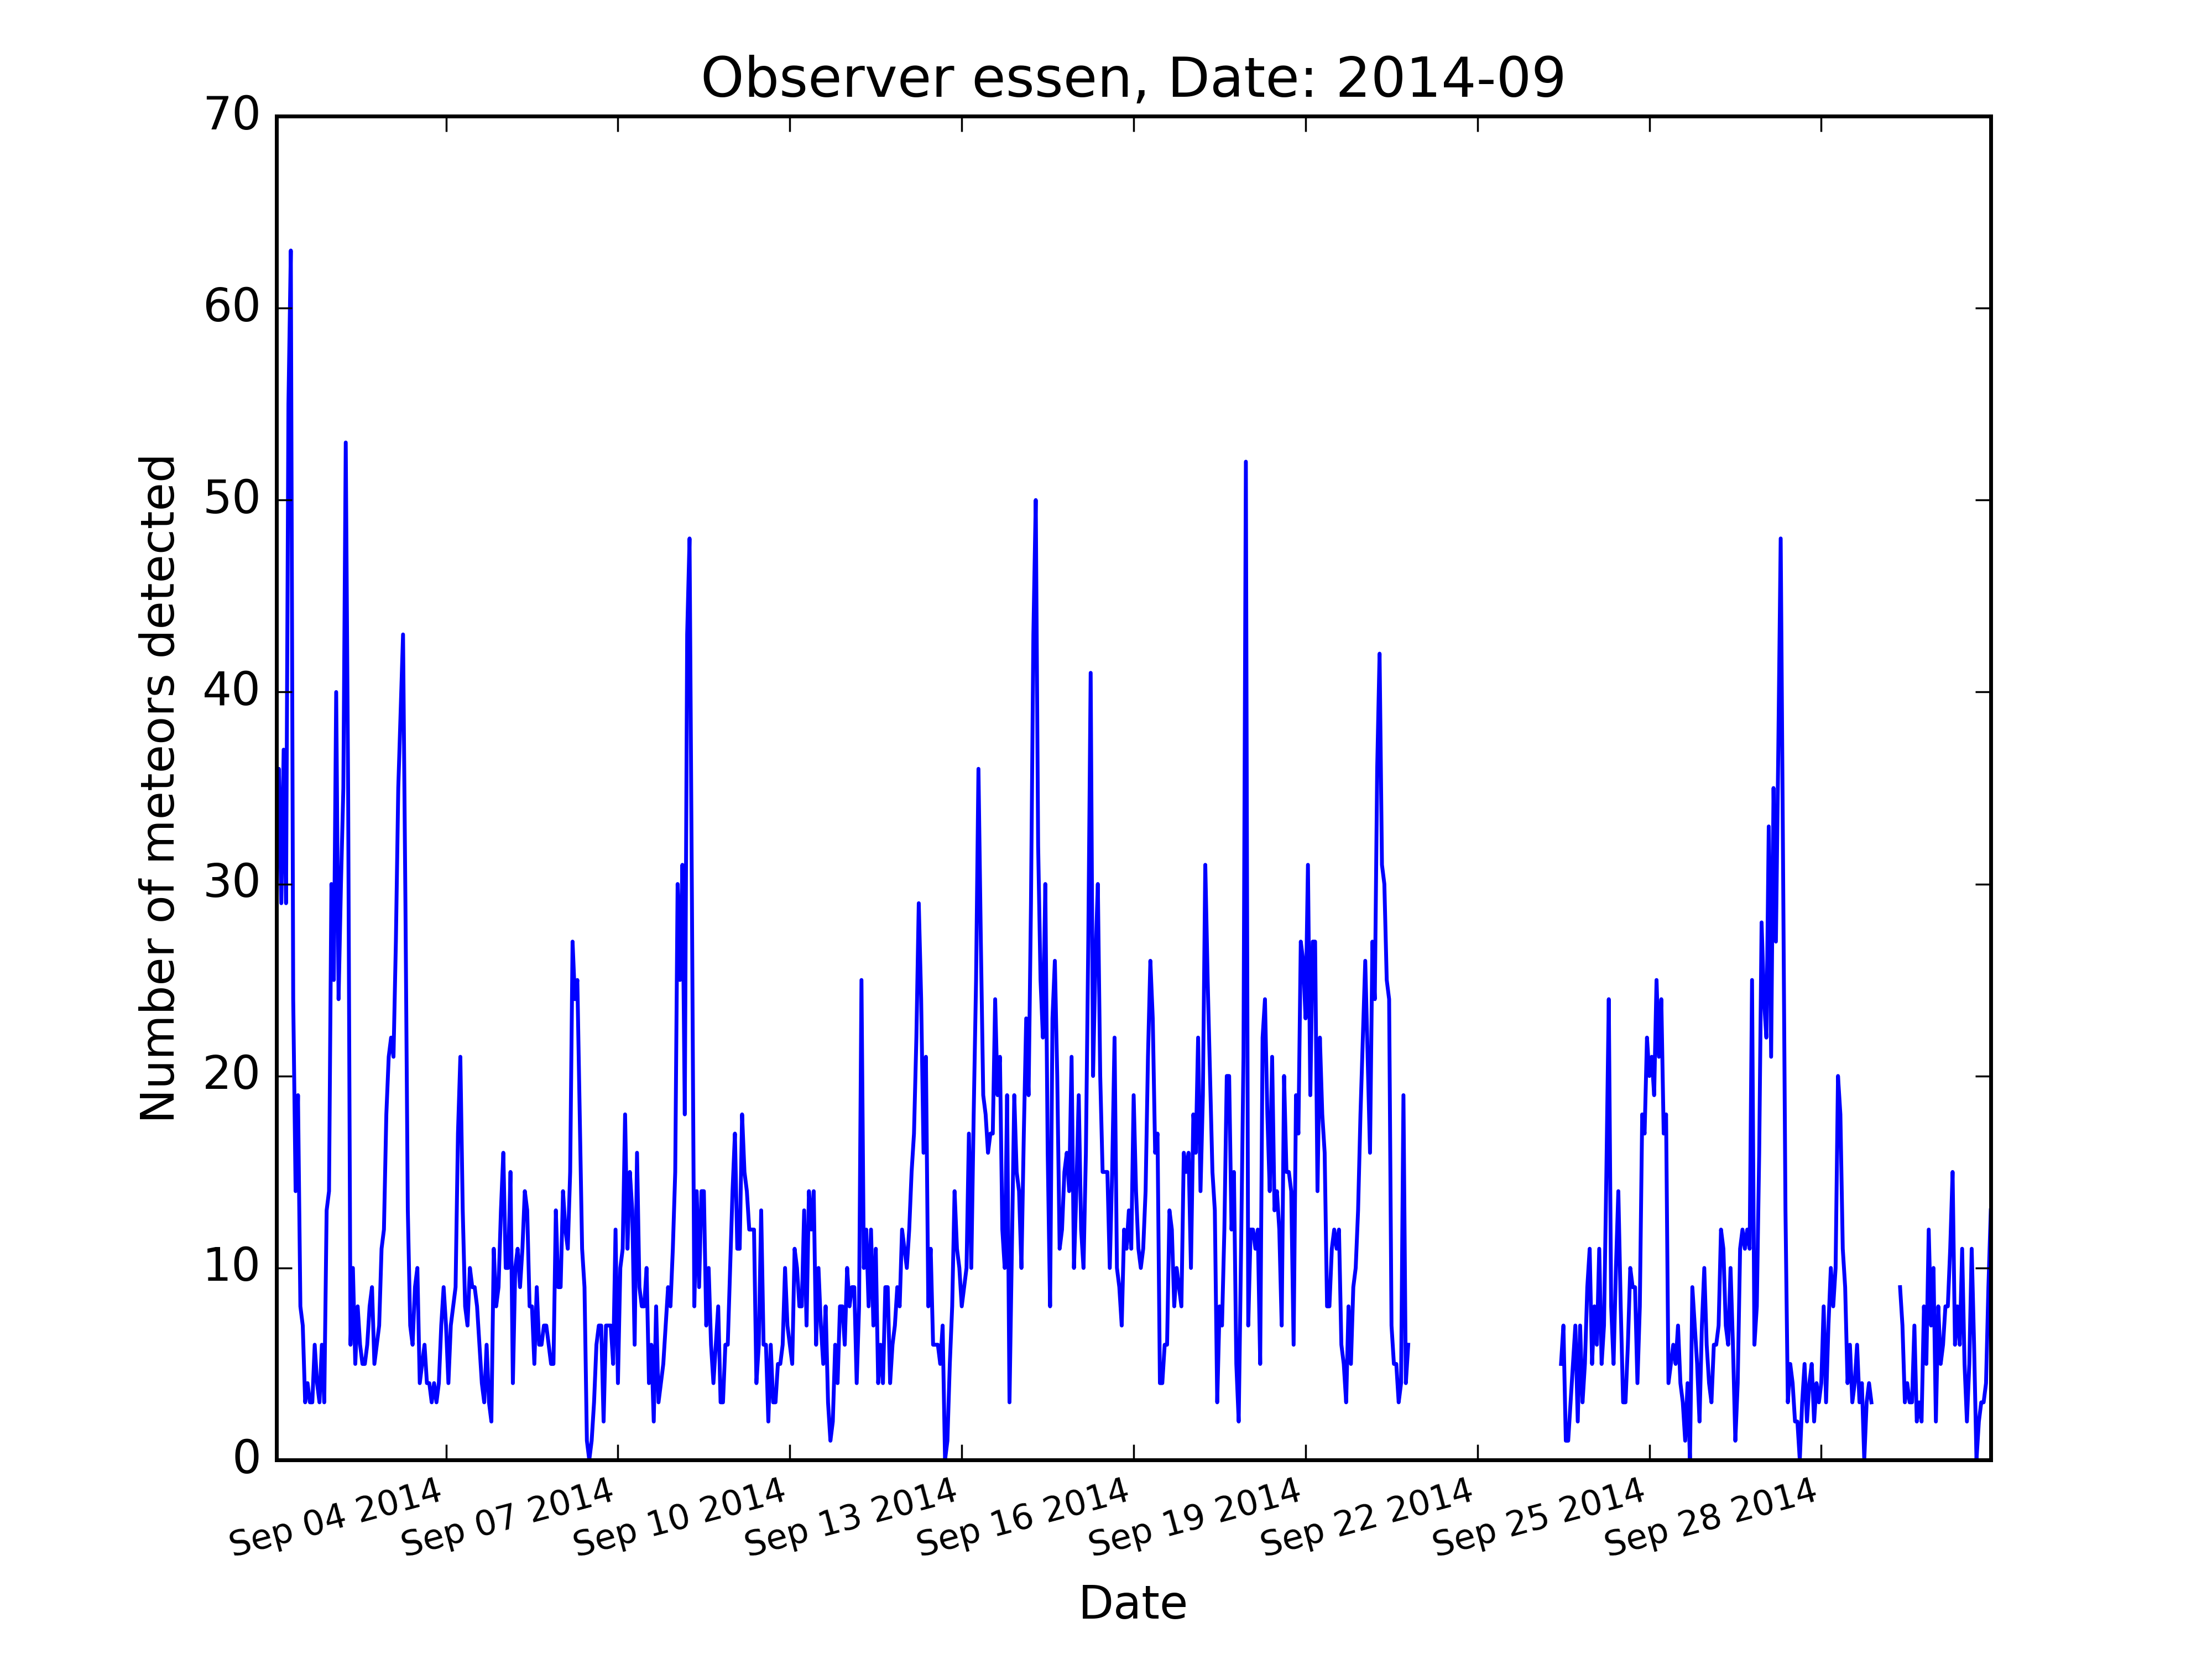 Observer essen, Date: 2014-09
70
60
50
40
30
20
10
0
Number of meteors detected
Sep 04 2014
Sep 07 2014
Sep 10 2014
Sep 13 2014
Sep 16 2014
Sep 19 2014
Sep 22 2014
Sep 25 2014
Sep 28 2014
Date